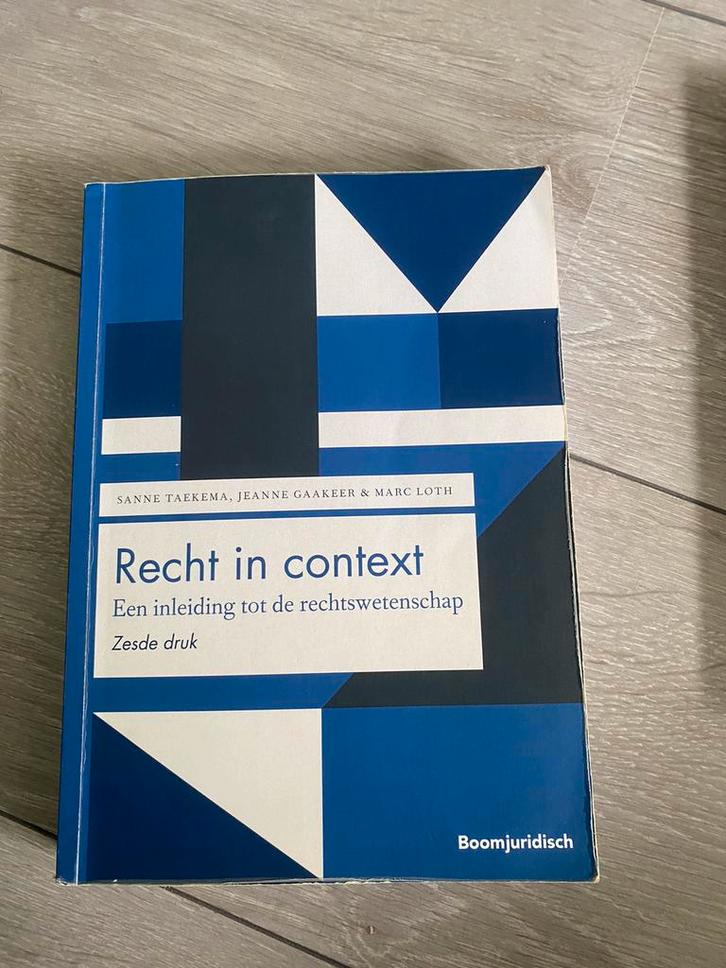 SANNE TAEKEMA, JEANNE GAAKEER & MARC LOTH
Recht in context
Een inleiding tot de rechtswetenschap
Zesde druk
Boomjuridisch